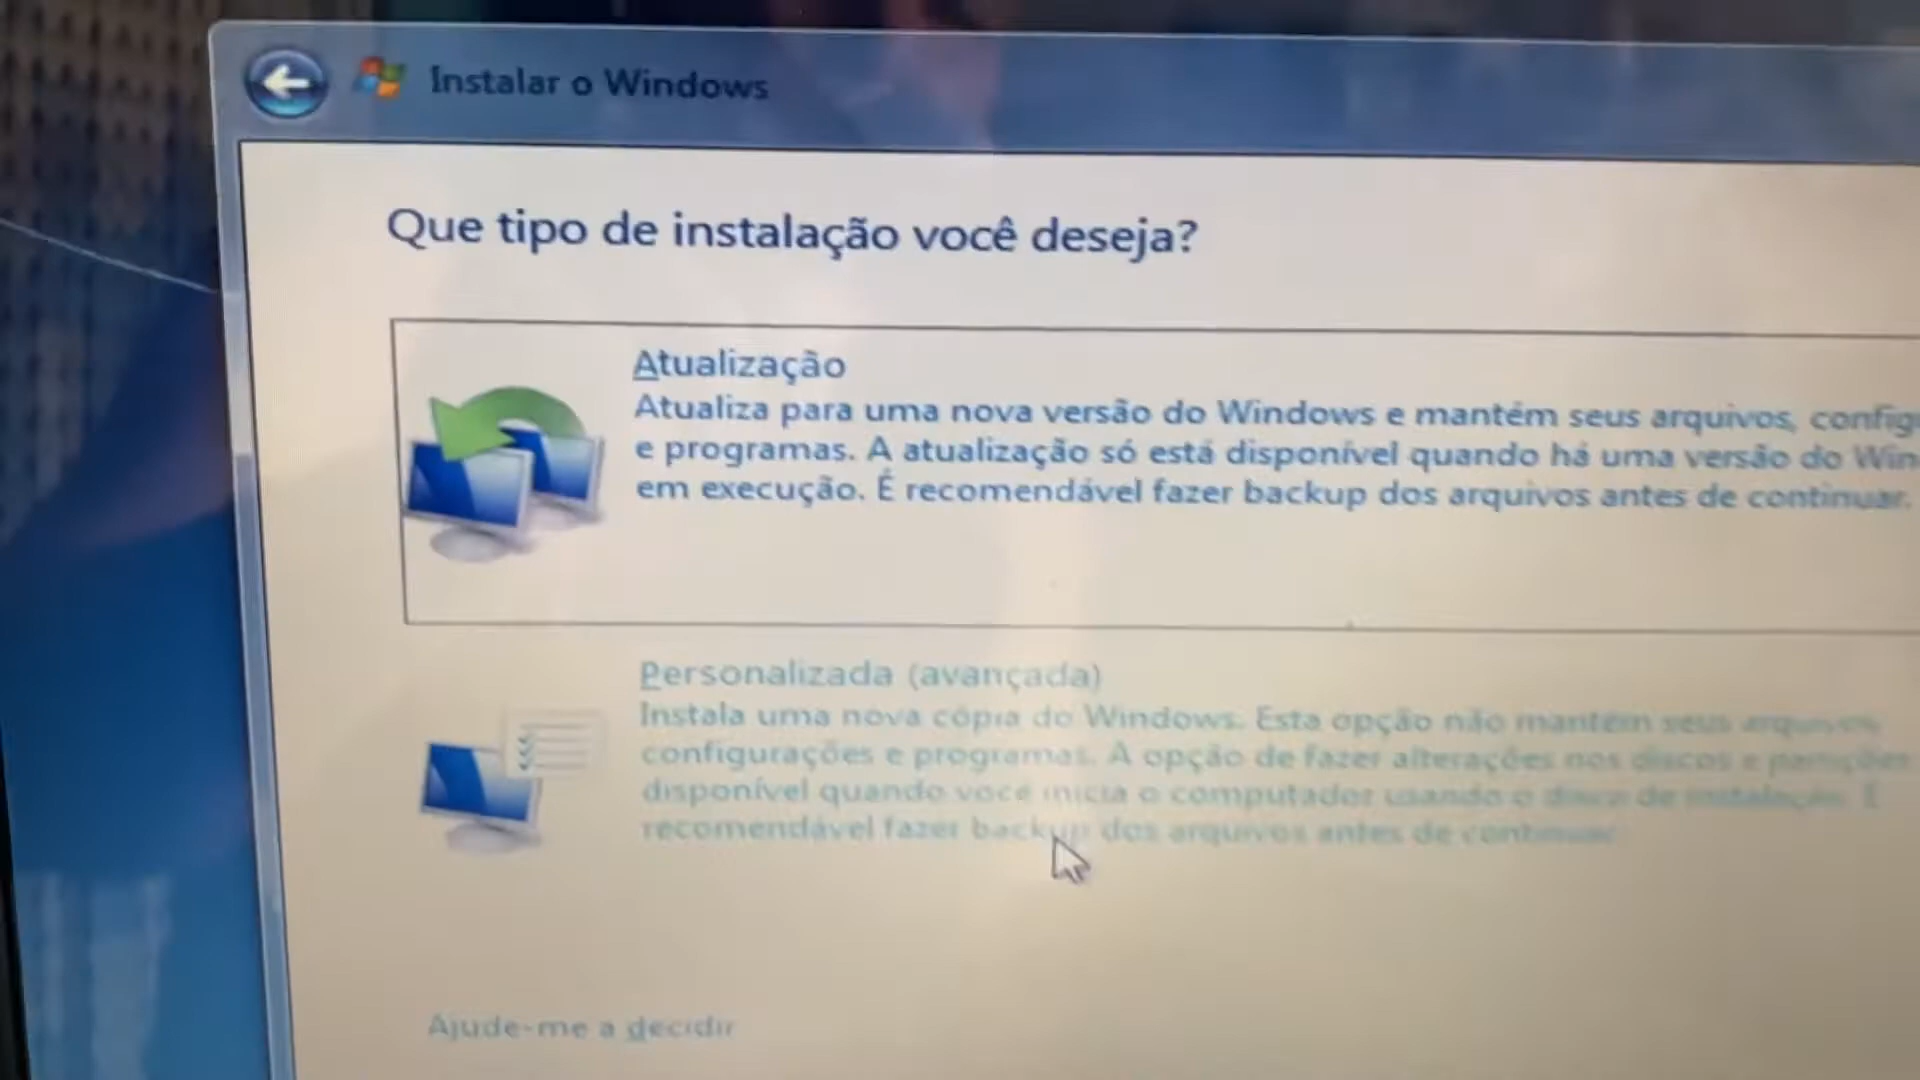 Instalar o Windows
Que tipo de instalação você deseja?
Atualização
Atualiza para uma nova versão do Windows e mantém seus arquivos, configu
e programas. A atualização só está disponível quando há uma versão do Win
em execução. É recomendável fazer backup dos arquivos antes de continuar.
Personalizada (avançada)
Instala uma nova cópia do Windows. Esta opção não mantém seus arquivos
configurações e programas. A opção de fazer alterações nos discos e partições
disponível quando você inicia o computador usando o disco de instalação. É
recomendável fazer backup dos arquivos antes de continuar
Ajude-me a decidir